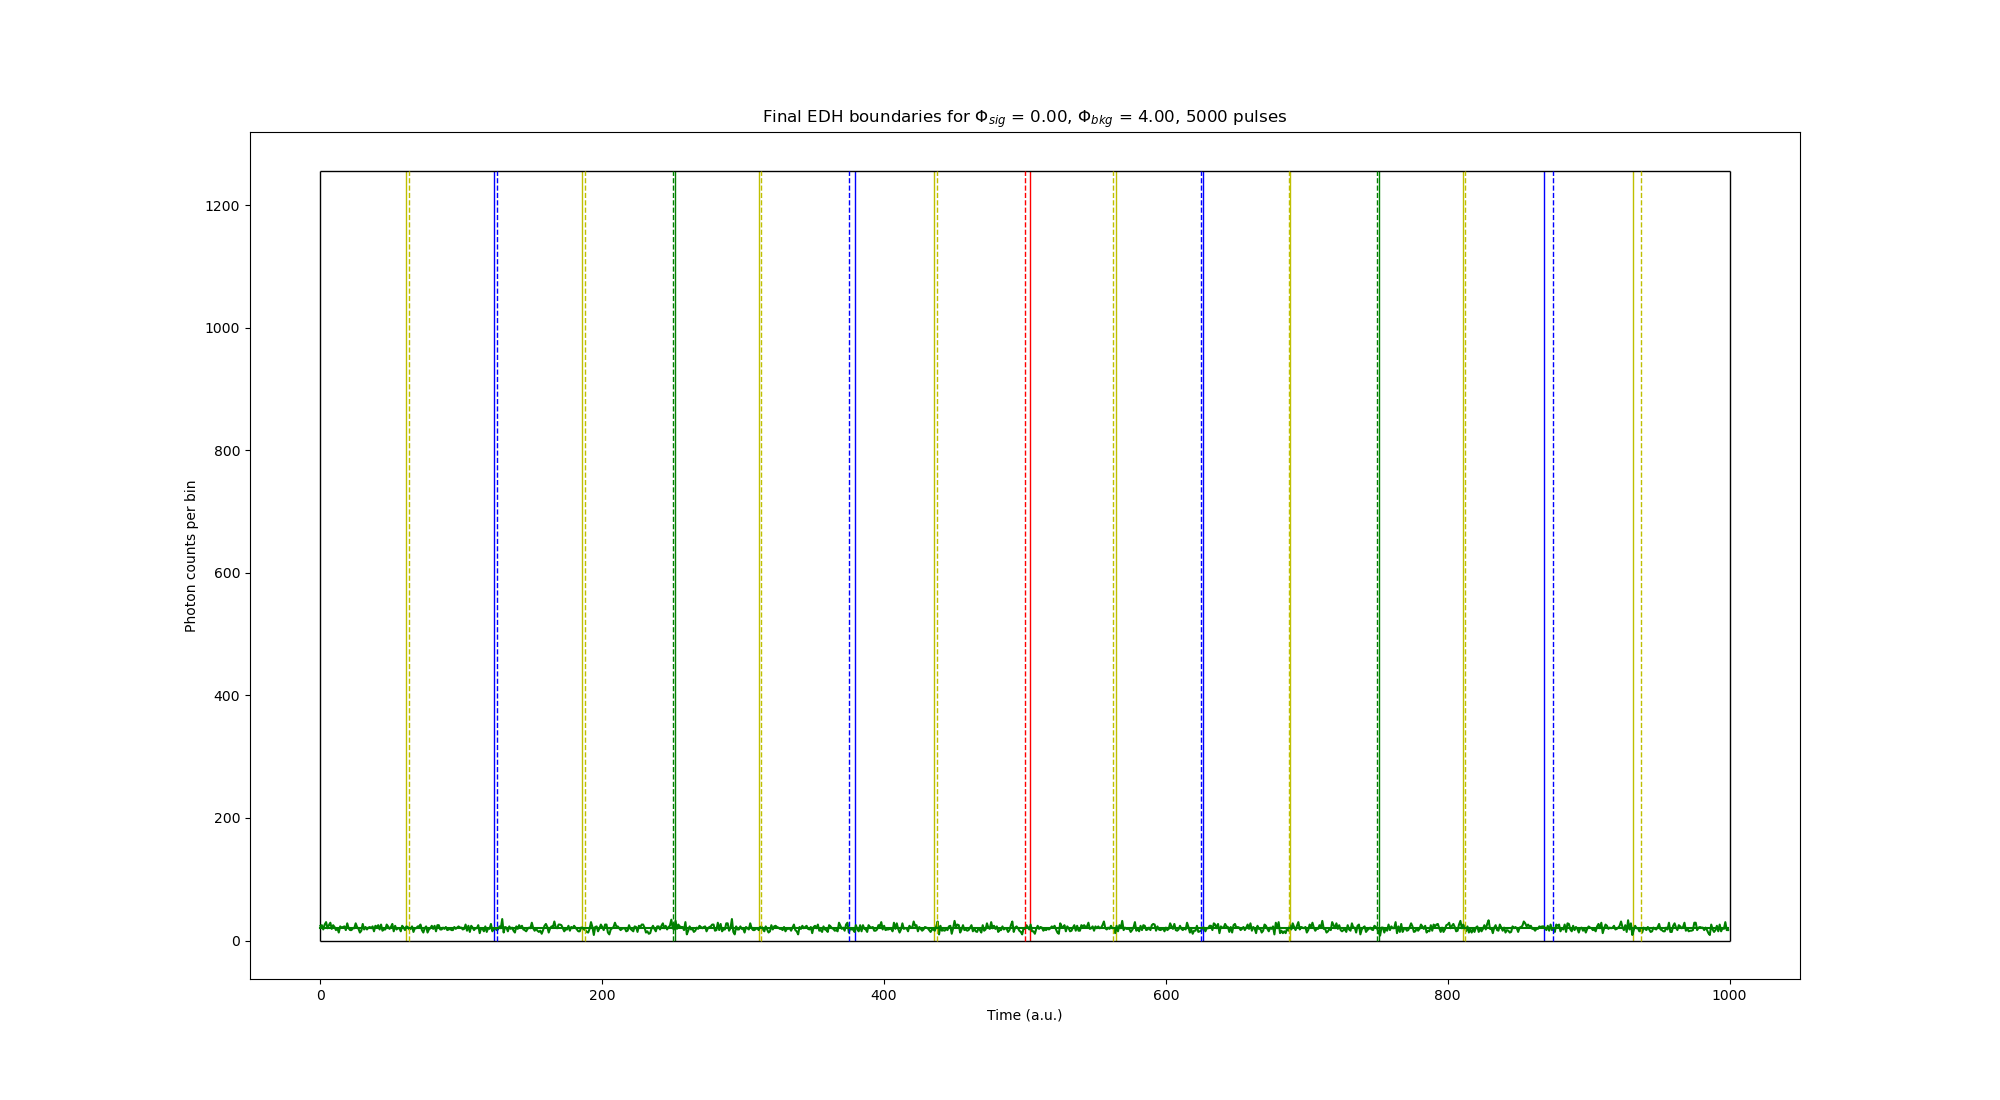 Final EDH boundaries for Φsig = 0.00, Φbkg = 4.00, 5000 pulses
1200
1000
800
600
400
200
0
Photon counts per bin
0 200 400 600 800 1000
Time (a.u.)